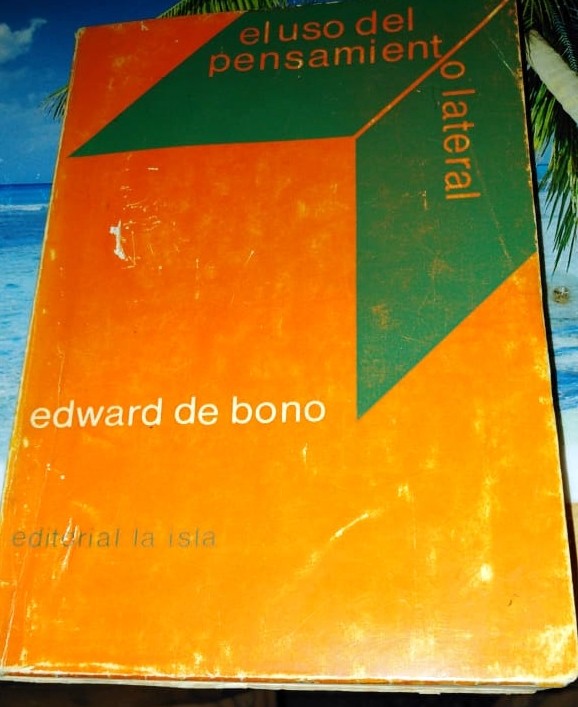 el uso del
pensamient
o lateral
edward de bono
editorial la isla